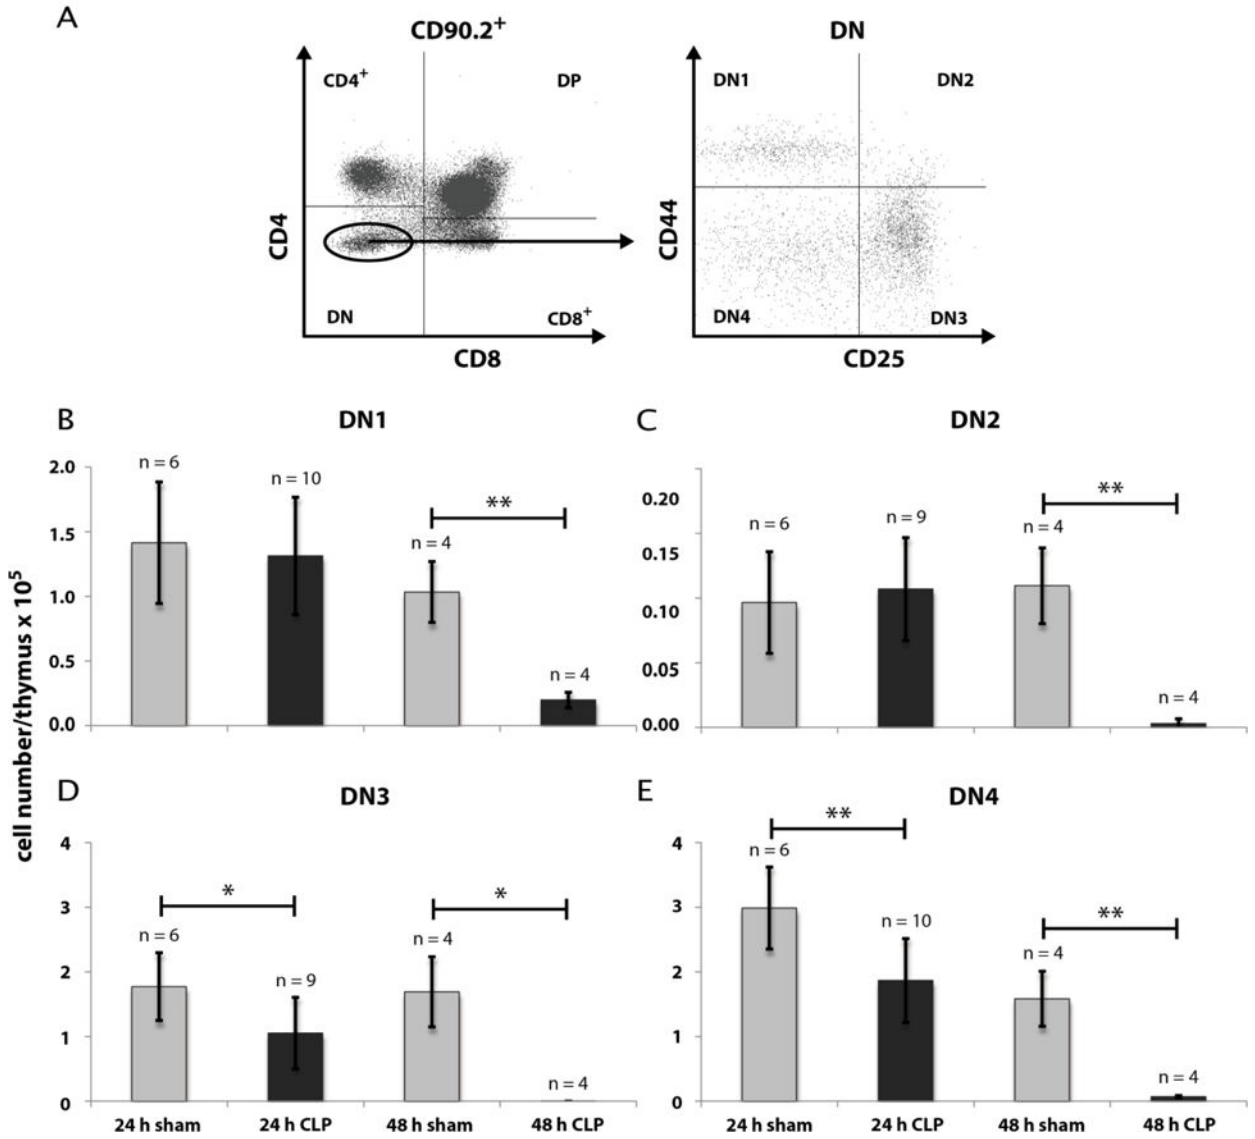 A
CD90.2+
DN
CD4+
DP
DN1
DN2
CD4
CD44
DN
CD8+
DN4
DN3
CD8
CD25
cell number/thymus x 10^5
B
DN1
2.0
1.5
1.0
0.5
0.0
n = 6
n = 10
n = 4
**
n = 4
C
DN2
0.20
0.15
0.10
0.05
0.00
n = 6
n = 9
n = 4
**
n = 4
D
DN3
4
3
2
1
0
n = 6
*
n = 9
n = 4
*
n = 4
24 h sham
24 h CLP
48 h sham
48 h CLP
E
DN4
4
3
2
1
0
n = 6
**
n = 10
n = 4
**
n = 4
24 h sham
24 h CLP
48 h sham
48 h CLP